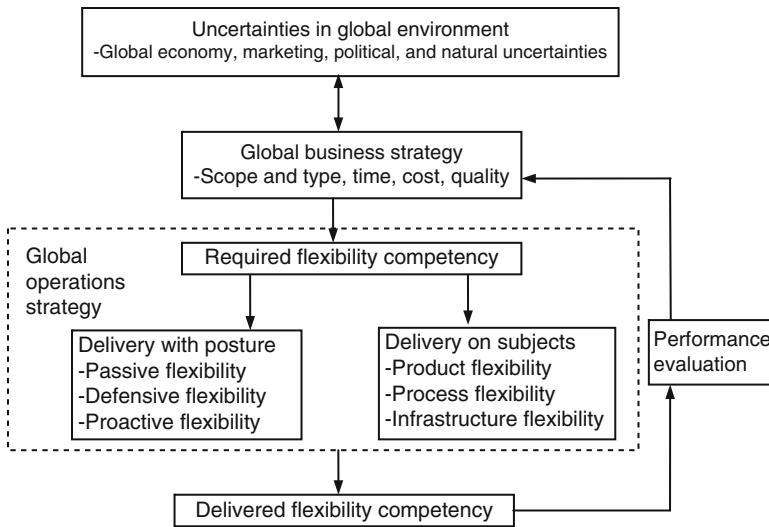 Uncertainties in global environment
-Global economy, marketing, political, and natural uncertainties
Global business strategy
-Scope and type, time, cost, quality
Global
operations
strategy
Required flexibility competency
Delivery with posture
-Passive flexibility
-Defensive flexibility
-Proactive flexibility
Delivery on subjects
-Product flexibility
-Process flexibility
-Infrastructure flexibility
Performance
evaluation
Delivered flexibility competency